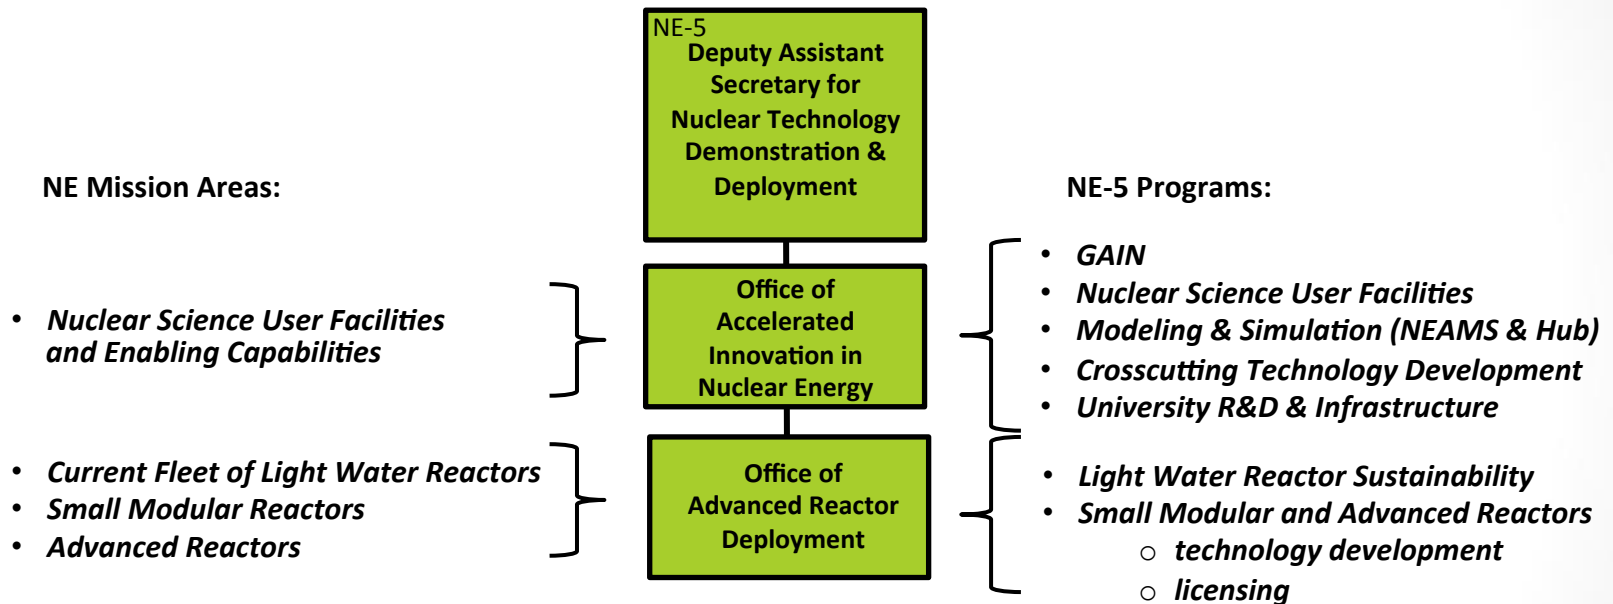 NE-5
Deputy Assistant
Secretary for
Nuclear Technology
Demonstration &
Deployment
NE Mission Areas:
• Nuclear Science User Facilities
and Enabling Capabilities
• Current Fleet of Light Water Reactors
• Small Modular Reactors
• Advanced Reactors
Office of
Accelerated
Innovation in
Nuclear Energy
Office of
Advanced Reactor
Deployment
NE-5 Programs:
• GAIN
• Nuclear Science User Facilities
• Modeling & Simulation (NEAMS & Hub)
• Crosscutting Technology Development
• University R&D & Infrastructure
• Light Water Reactor Sustainability
• Small Modular and Advanced Reactors
o technology development
o licensing